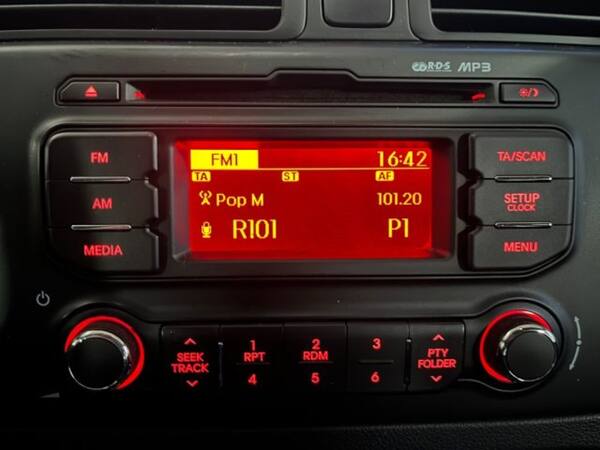 R·D·S MP3
FM
AM
MEDIA
FM1 16:42
TA ST AF
Pop M 101.20
R101 P1
TA/SCAN
SETUP
CLOCK
MENU
SEEK
TRACK
1
RPT
4
2
RDM
5
3
6
PTY
FOLDER